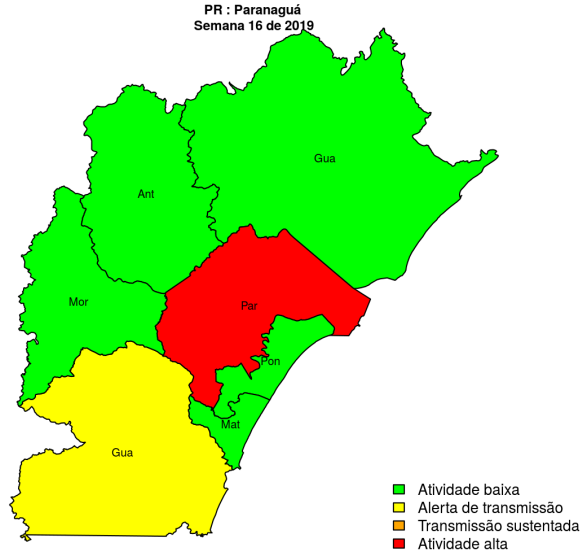 PR : Paranaguá
Semana 16 de 2019
Gua
Ant
Mor
Par
Pon
Mat
Gua
Atividade baixa
Alerta de transmissão
Transmissão sustentada
Atividade alta